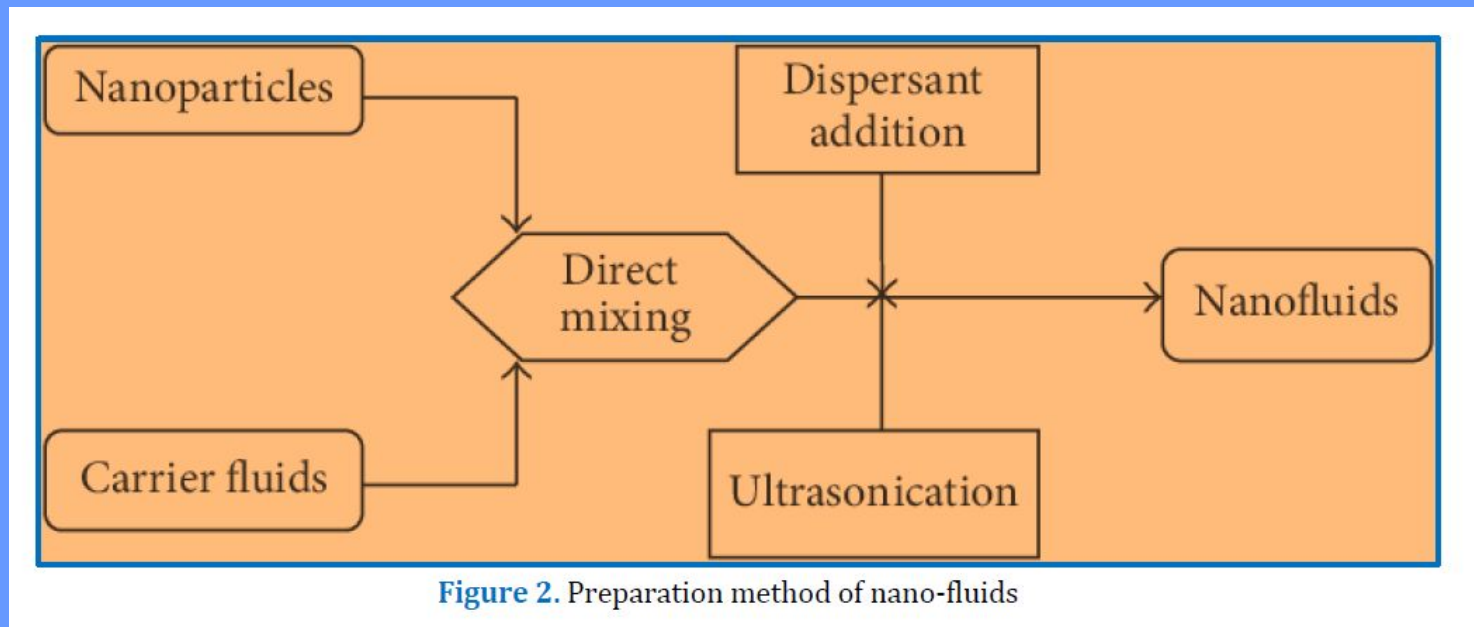 Nanoparticles
Dispersant
addition
Direct
mixing
Nanofluids
Carrier fluids
Ultrasonication
Figure 2. Preparation method of nano-fluids